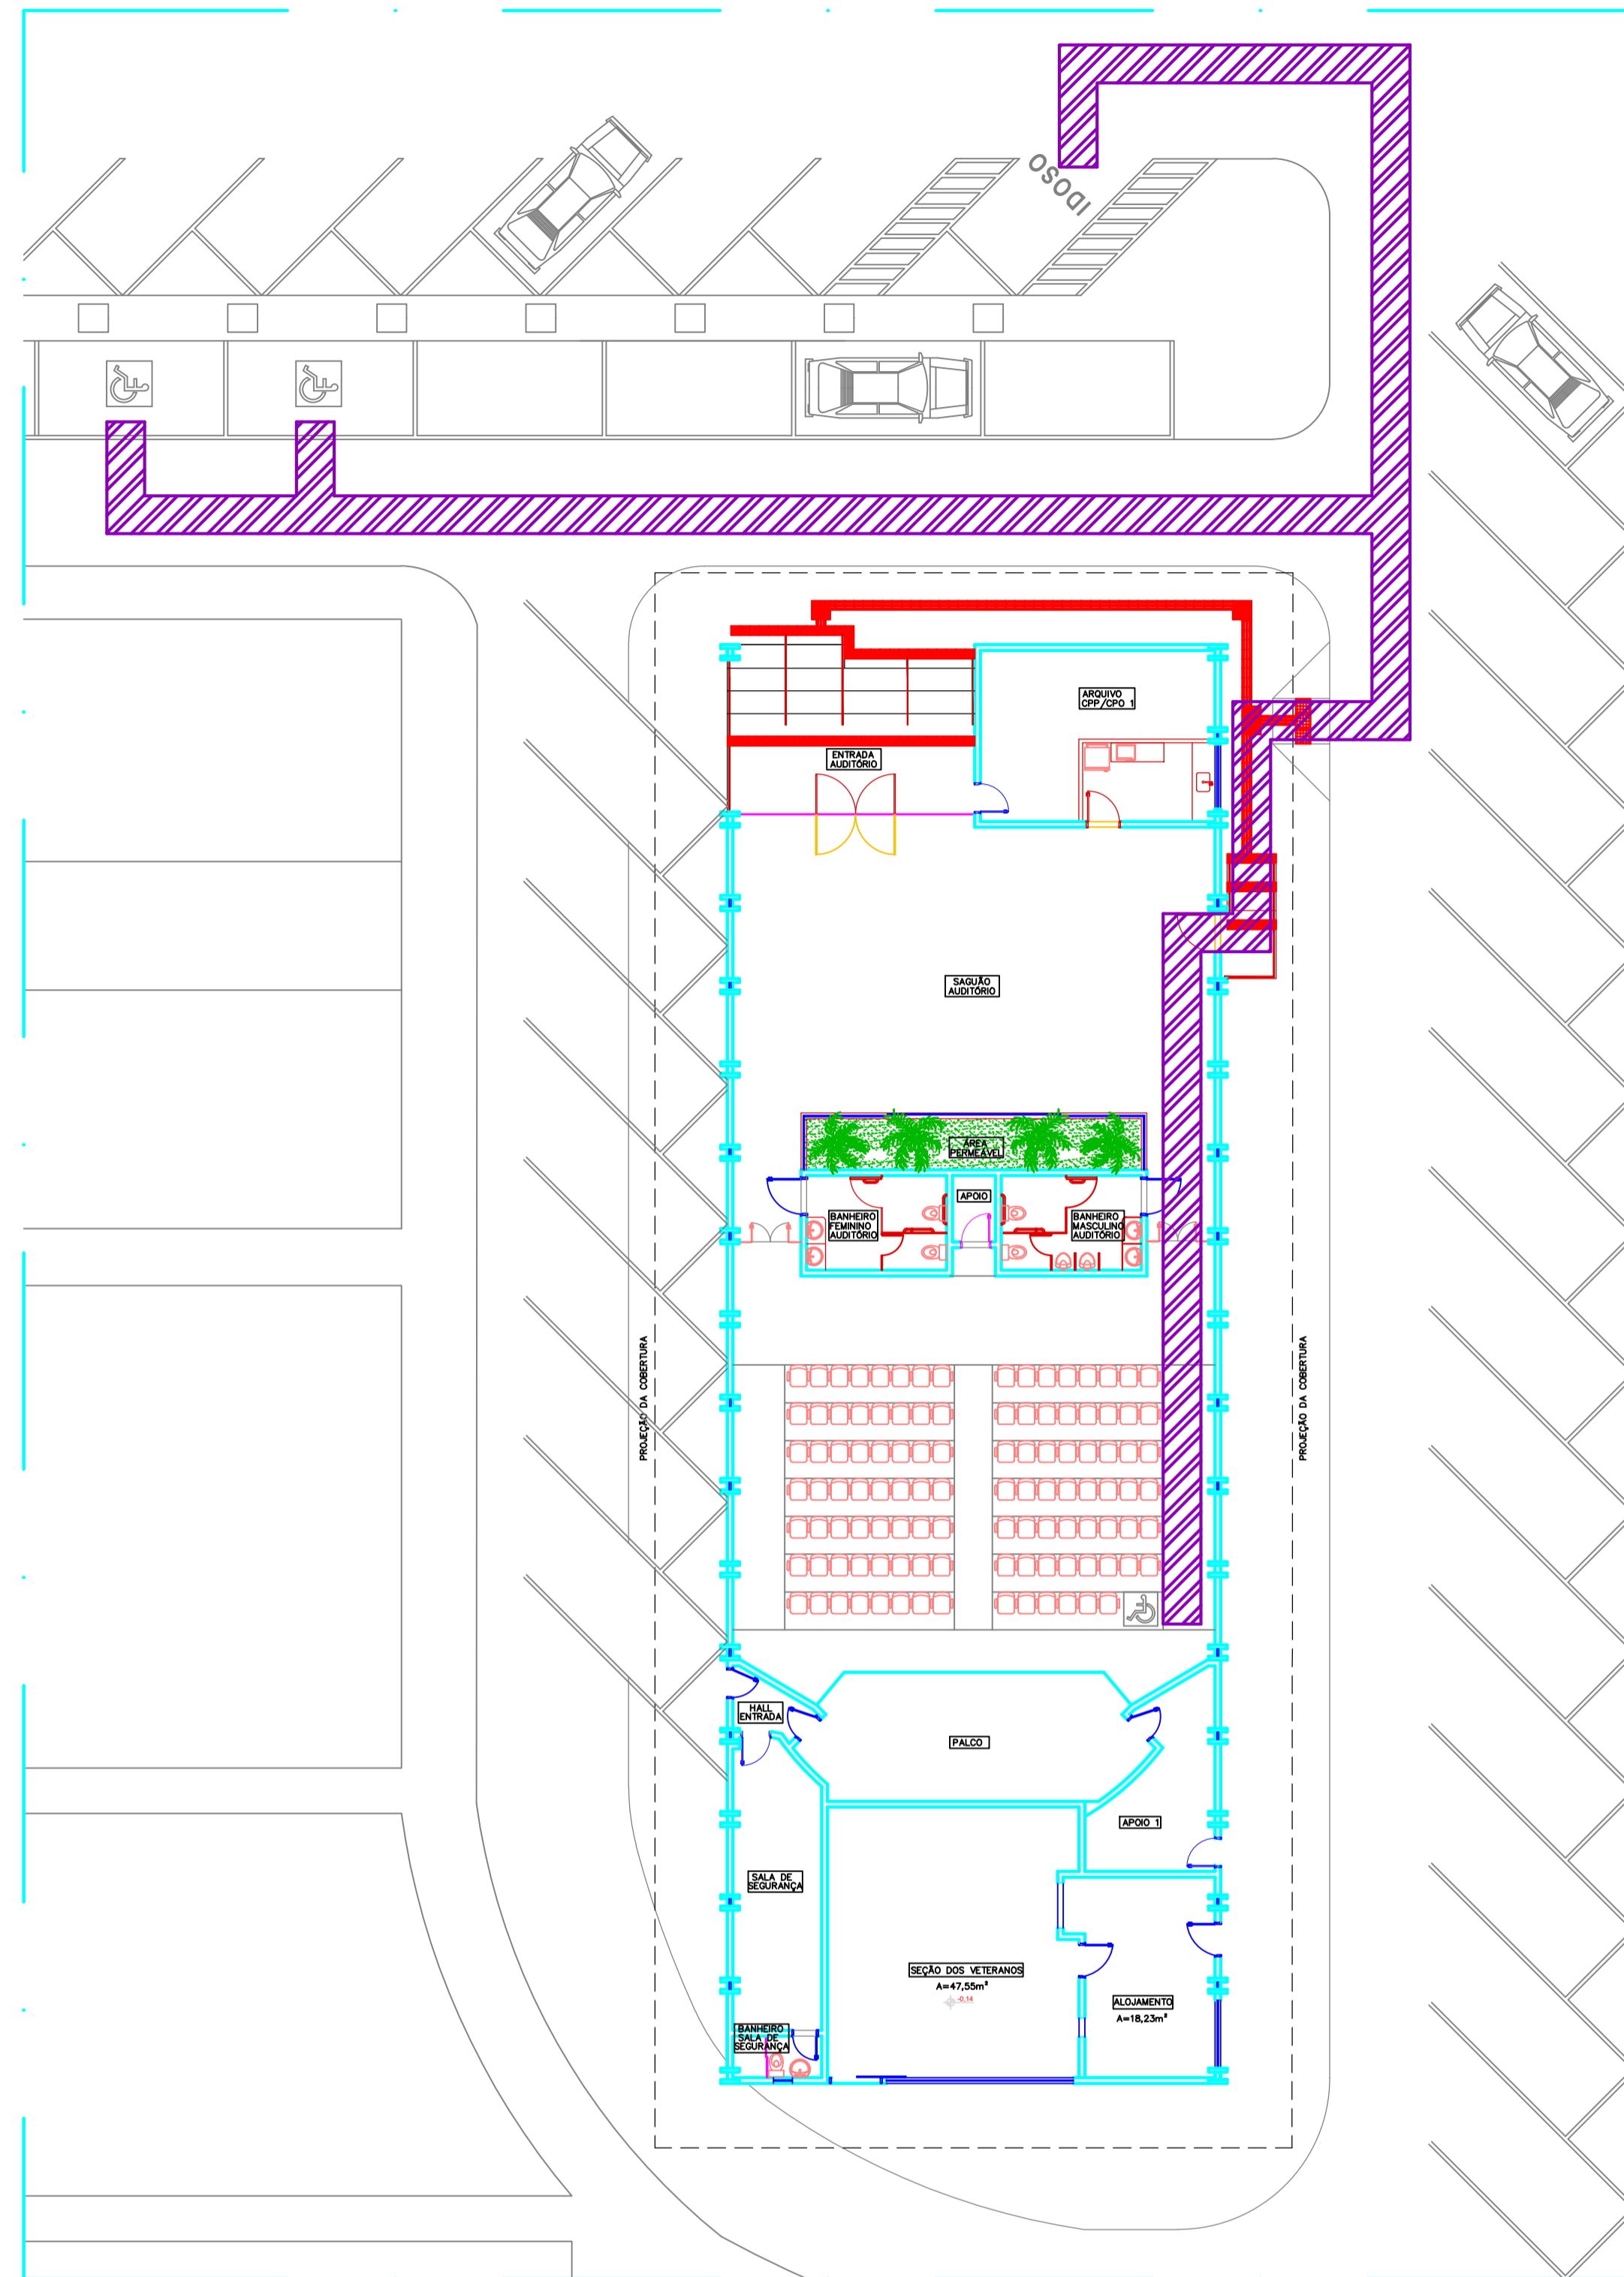 IDOSO
ARQUIVO
CPP/CPO 1
ENTRADA
AUDITÓRIO
SAGUÃO
AUDITÓRIO
ÁREA
PERMEÁVEL
APOIO
BANHEIRO
FEMININO
AUDITÓRIO
BANHEIRO
MASCULINO
AUDITÓRIO
PROJEÇÃO DA COBERTURA
PROJEÇÃO DA COBERTURA
HALL
ENTRADA
PALCO
APOIO 1
SALA DE
SEGURANÇA
SEÇÃO DOS VETERANOS
A=47,55m²
-0,14
ALOJAMENTO
A=18,23m²
BANHEIRO
SALA DE
SEGURANÇA